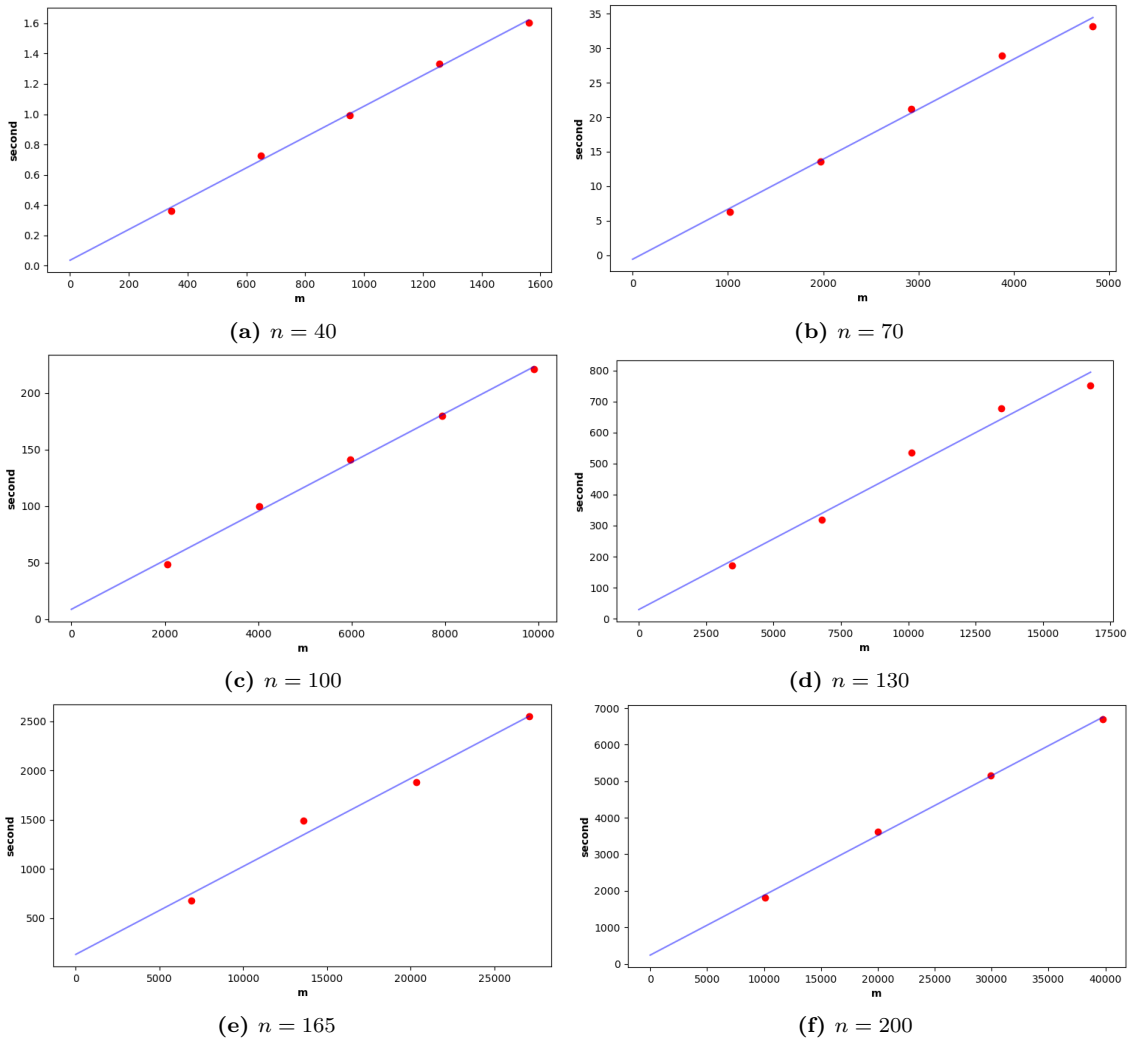 1.6
1.4
1.2
1.0
0.8
0.6
0.4
0.2
0.0
second
0 200 400 600 800 1000 1200 1400 1600
m
(a) n = 40
35
30
25
20
15
10
5
0
second
0 1000 2000 3000 4000 5000
m
(b) n = 70
200
150
100
50
0
second
0 2000 4000 6000 8000 10000
m
(c) n = 100
800
700
600
500
400
300
200
100
0
second
0 2500 5000 7500 10000 12500 15000 17500
m
(d) n = 130
2500
2000
1500
1000
500
second
0 5000 10000 15000 20000 25000
m
(e) n = 165
7000
6000
5000
4000
3000
2000
1000
0
second
0 5000 10000 15000 20000 25000 30000 35000 40000
m
(f) n = 200